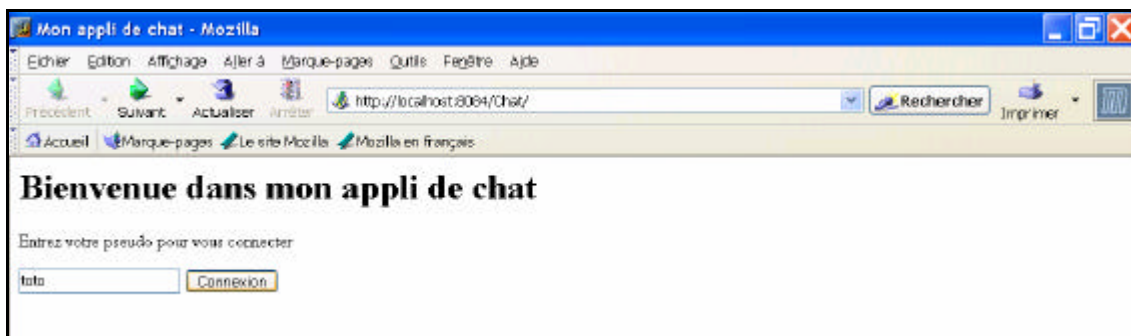 Mon appli de chat - Mozilla
Fichier Edition Affichage Aller à Marque-pages Outils Fenêtre Aide
Précédent Suivant Actualiser Arrêter http://localhost:8084/Chat/ Rechercher Imprimer
Accueil Marque-pages Le site Mozilla Mozilla en français
Bienvenue dans mon appli de chat
Entrez votre pseudo pour vous connecter
toto Connexion